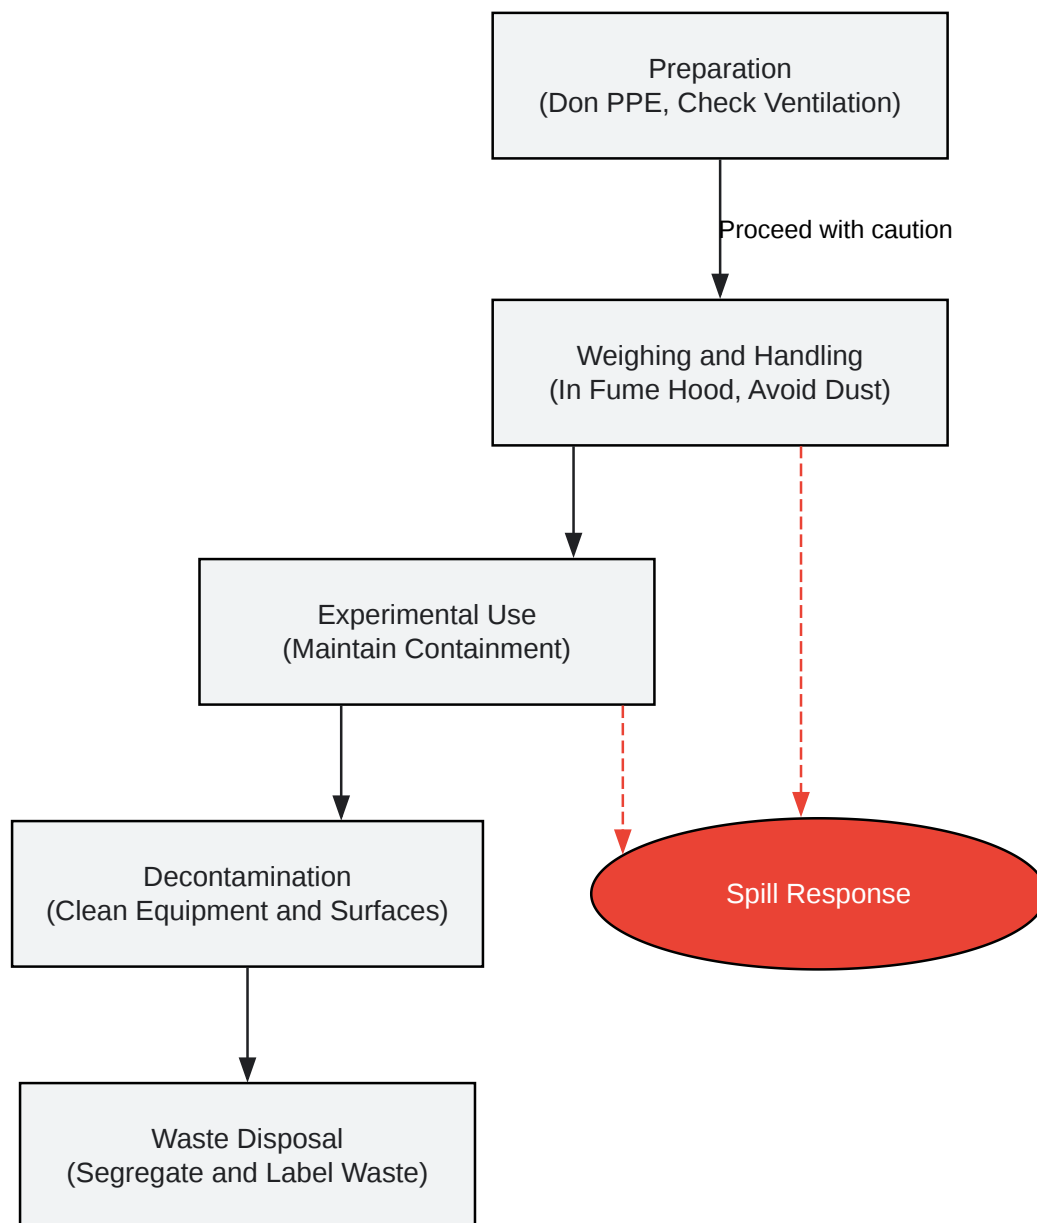 Preparation
(Don PPE, Check Ventilation)
Proceed with caution
Weighing and Handling
(In Fume Hood, Avoid Dust)
Experimental Use
(Maintain Containment)
Decontamination
(Clean Equipment and Surfaces)
Spill Response
Waste Disposal
(Segregate and Label Waste)